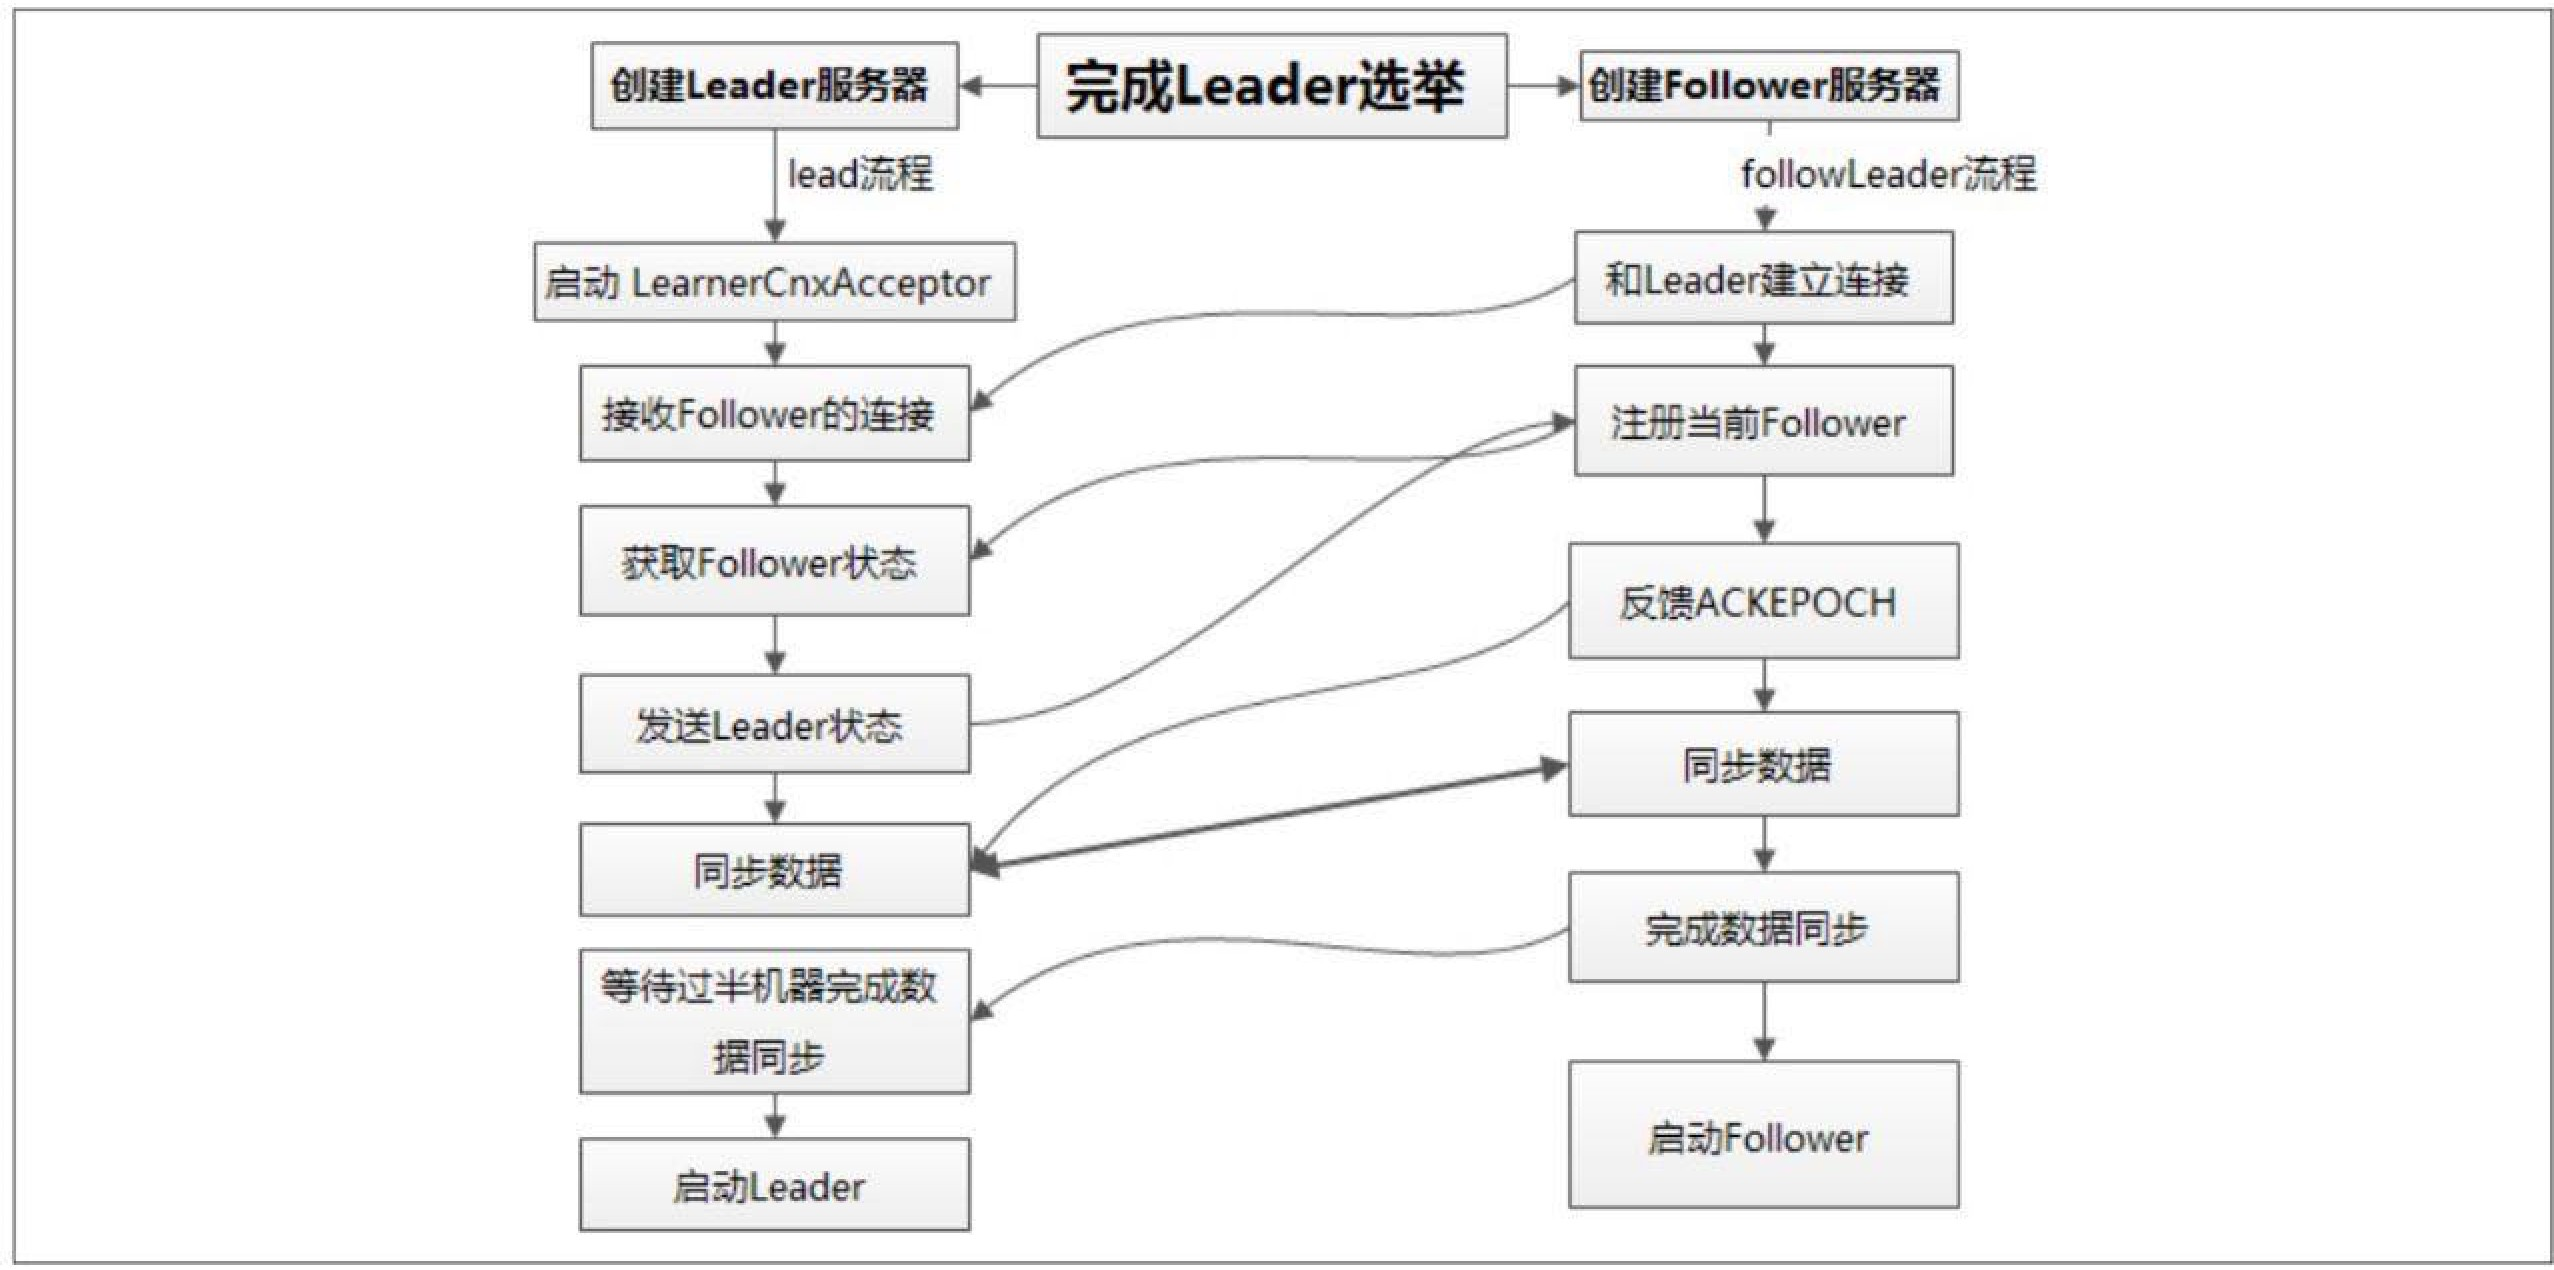 完成Leader选举
创建Leader服务器
lead流程
启动 LearnerCnxAcceptor
接收Follower的连接
获取Follower状态
发送Leader状态
同步数据
等待过半机器完成数
据同步
启动Leader
创建Follower服务器
followLeader流程
和Leader建立连接
注册当前Follower
反馈ACKEPOCH
同步数据
完成数据同步
启动Follower